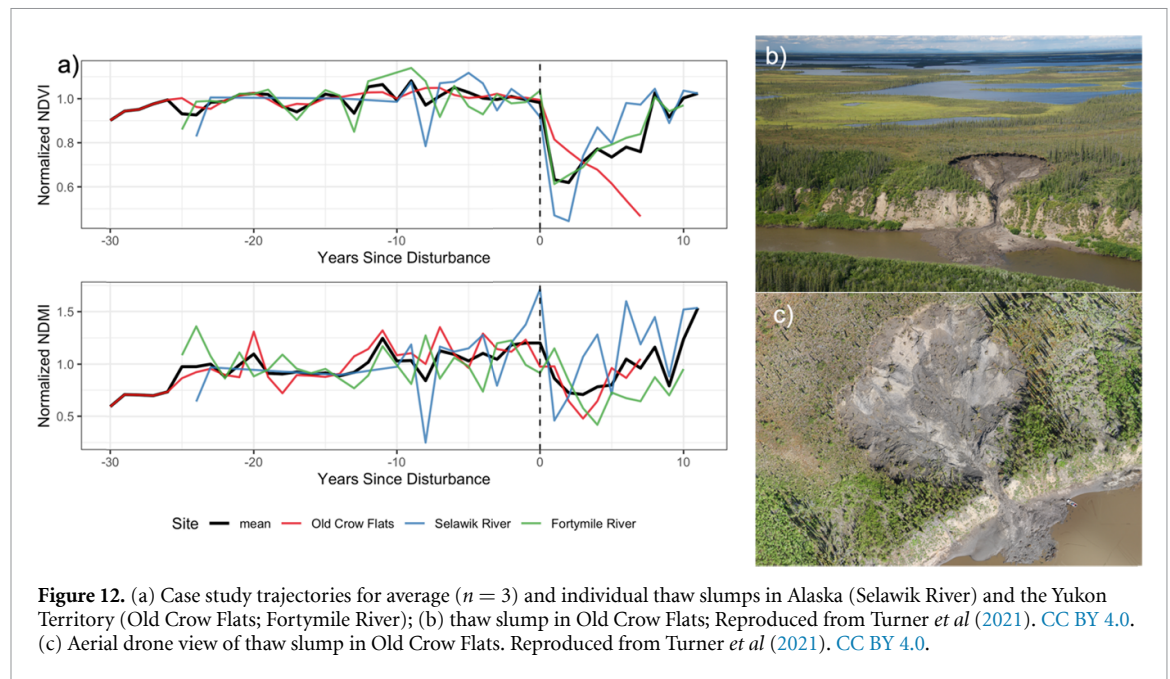 a)
Normalized NDVI
1.0
0.8
0.6
-30
-20
-10
0
10
Years Since Disturbance
Normalized NDMI
1.5
1.0
0.5
-30
-20
-10
0
10
Years Since Disturbance
Site mean Old Crow Flats Selawik River Fortymile River
b)
c)
Figure 12. (a) Case study trajectories for average (n = 3) and individual thaw slumps in Alaska (Selawik River) and the Yukon
Territory (Old Crow Flats; Fortymile River); (b) thaw slump in Old Crow Flats; Reproduced from Turner et al (2021). CC BY 4.0.
(c) Aerial drone view of thaw slump in Old Crow Flats. Reproduced from Turner et al (2021). CC BY 4.0.